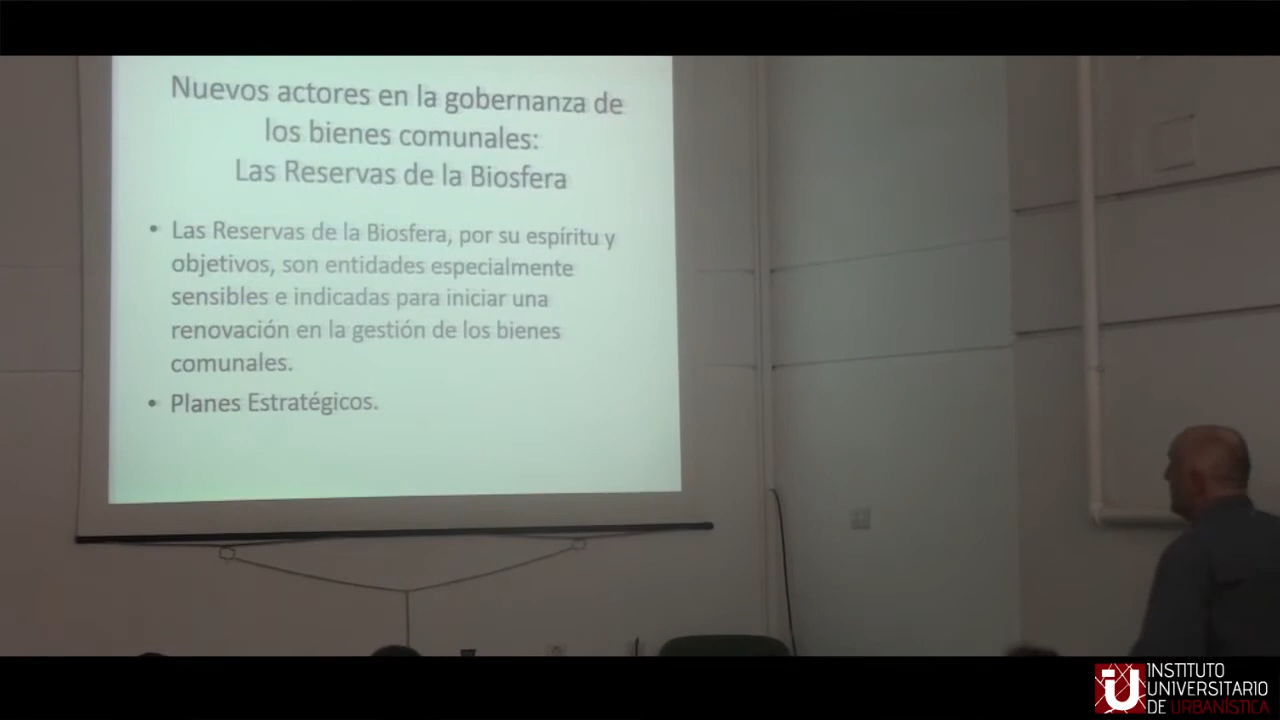 Nuevos actores en la gobernanza de
los bienes comunales:
Las Reservas de la Biosfera
• Las Reservas de la Biosfera, por su espíritu y
objetivos, son entidades especialmente
sensibles e indicadas para iniciar una
renovación en la gestión de los bienes
comunales.
• Planes Estratégicos.
iU
INSTITUTO
UNIVERSITARIO
DE URBANÍSTICA